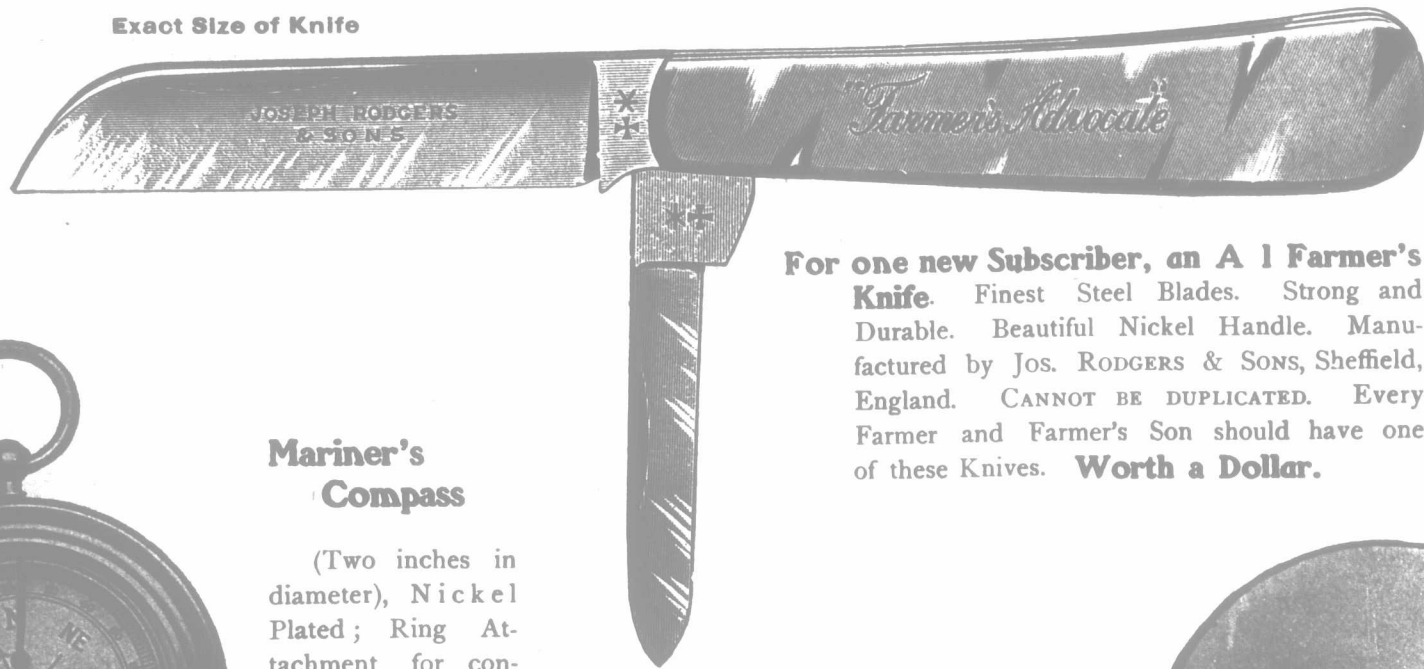 Exact Size of Knife
JOSEPH RODGERS
& SONS
Farmer's Advocate
For one new Subscriber, an A 1 Farmer's
Knife. Finest Steel Blades. Strong and
Durable. Beautiful Nickel Handle. Manu-
factured by Jos. RODGERS & SONS, Sheffield,
England. CANNOT BE DUPLICATED. Every
Farmer and Farmer's Son should have one
of these Knives. Worth a Dollar.
Mariner's
Compass
(Two inches in
diameter), Nickel
Plated ; Ring At-
tachment for con-
N
NE